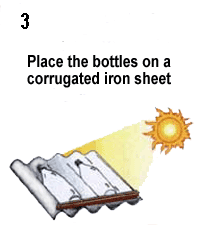 3
Place the bottles on a
corrugated iron sheet